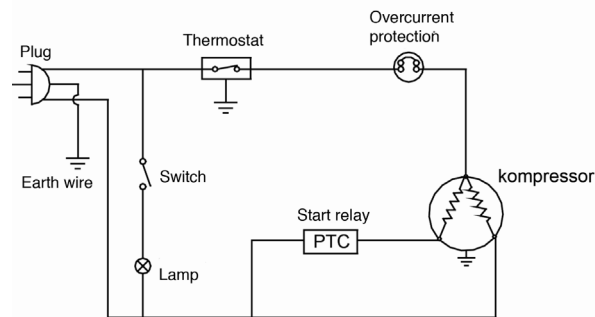 Overcurrent
protection
Thermostat
Plug
Earth wire
Switch
kompressor
Start relay
PTC
Lamp